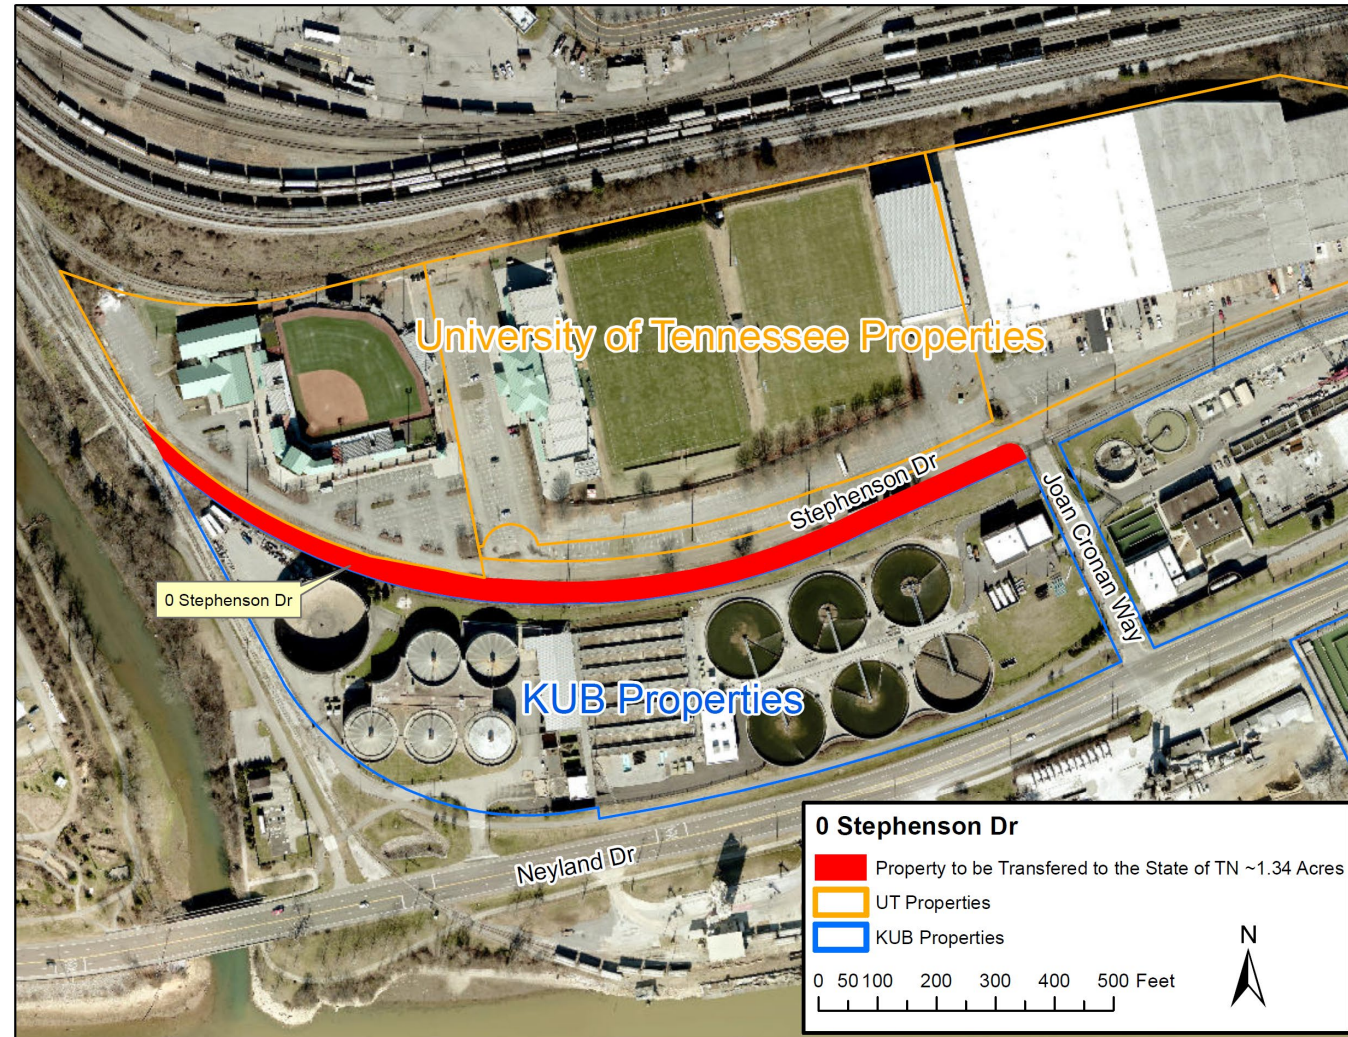 University of Tennessee Properties
Stephenson Dr
Joan Cronan Way
0 Stephenson Dr
KUB Properties
Neyland Dr
0 Stephenson Dr
Property to be Transfered to the State of TN ~1.34 Acres
UT Properties
KUB Properties
N
0 50 100 200 300 400 500 Feet